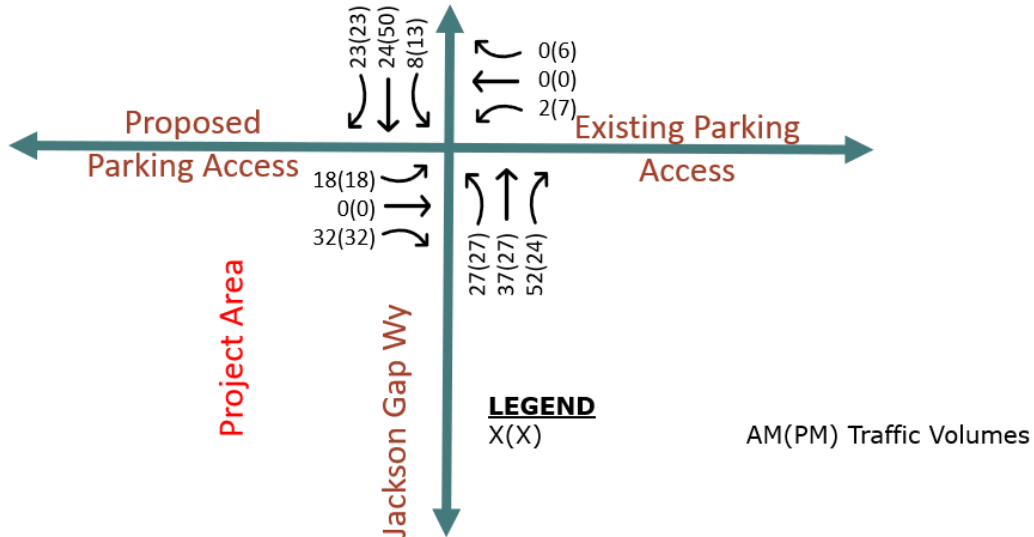 23(23)
24(50)
8(13)
0(6)
0(0)
2(7)
Proposed
Parking Access
Existing Parking
Access
18(18)
0(0)
32(32)
27(27)
37(27)
52(24)
Project Area
Jackson Gap Wy
LEGEND
X(X) AM(PM) Traffic Volumes